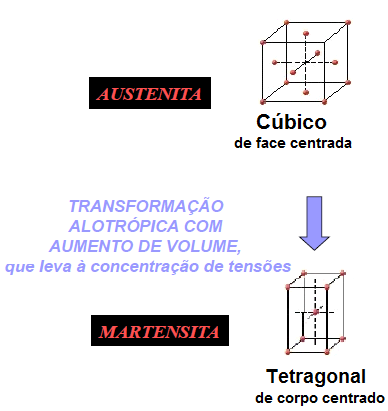 AUSTENITA
Cúbico
de face centrada
TRANSFORMAÇÃO
ALOTRÓPICA COM
AUMENTO DE VOLUME,
que leva à concentração de tensões
MARTENSITA
Tetragonal
de corpo centrado